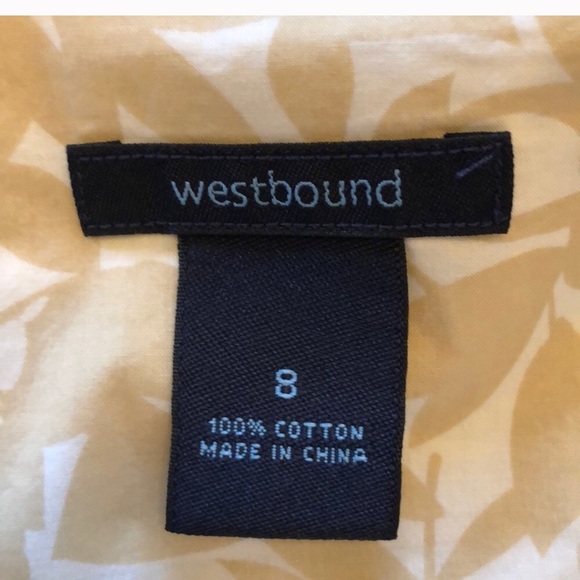 westbound
8
100% COTTON
MADE IN CHINA